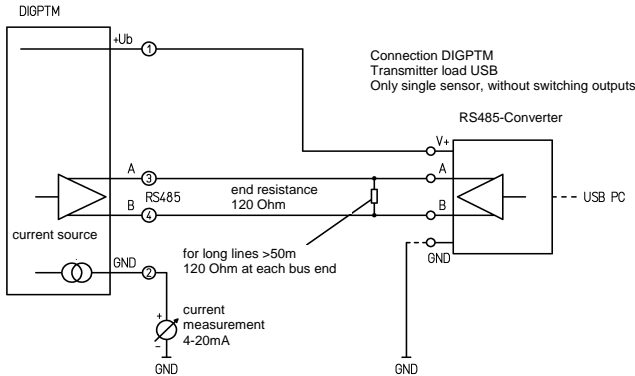 DIGPTM
+Ub
1
Connection DIGPTM
Transmitter load USB
Only single sensor, without switching outputs
RS485-Converter
V+
A
3
A
RS485
end resistance
120 Ohm
USB PC
B
4
B
current source
for long lines >50m
120 Ohm at each bus end
GND
2
GND
+
current
measurement
4-20mA
-
GND
GND